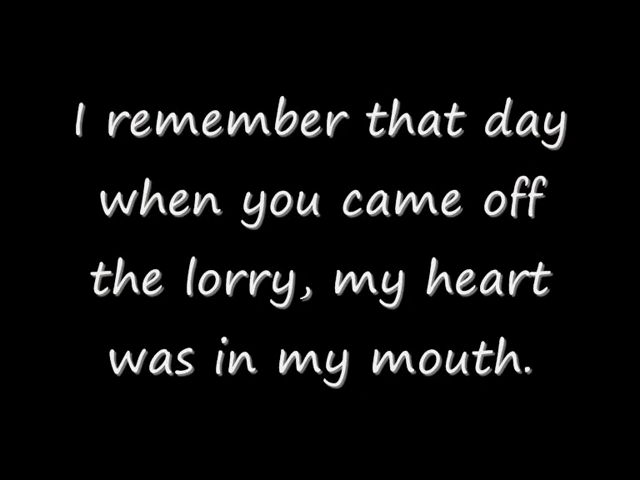 I remember that day
when you came off
the lorry, my heart
was in my mouth.